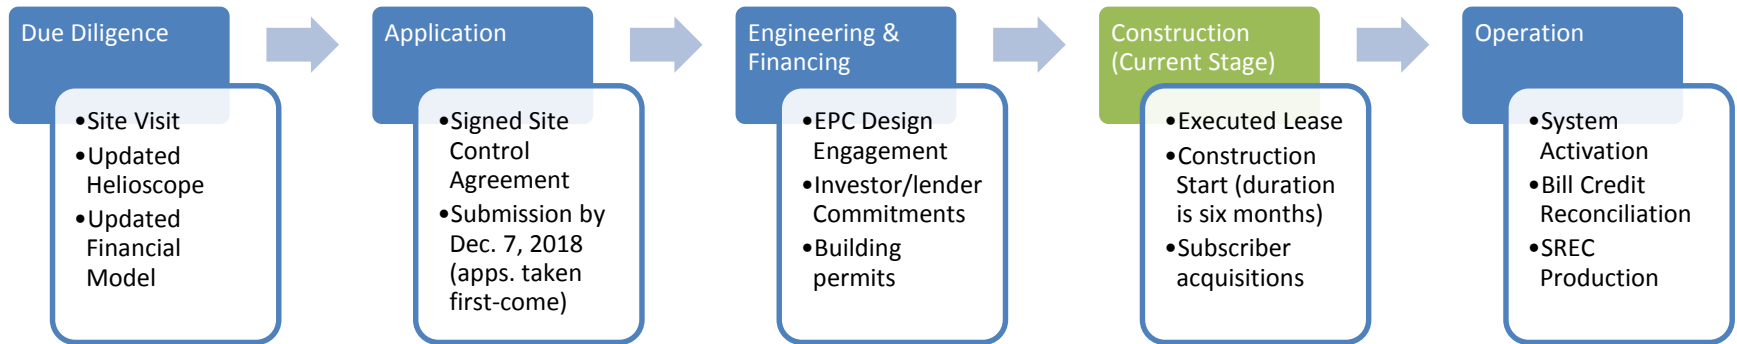 Due Diligence
•Site Visit
•Updated
Helioscope
•Updated
Financial
Model
Application
•Signed Site
Control
Agreement
•Submission by
Dec. 7, 2018
(apps. taken
first-come)
Engineering &
Financing
•EPC Design
Engagement
•Investor/lender
Commitments
•Building
permits
Construction
(Current Stage)
•Executed Lease
•Construction
Start (duration
is six months)
•Subscriber
acquisitions
Operation
•System
Activation
•Bill Credit
Reconciliation
•SREC
Production